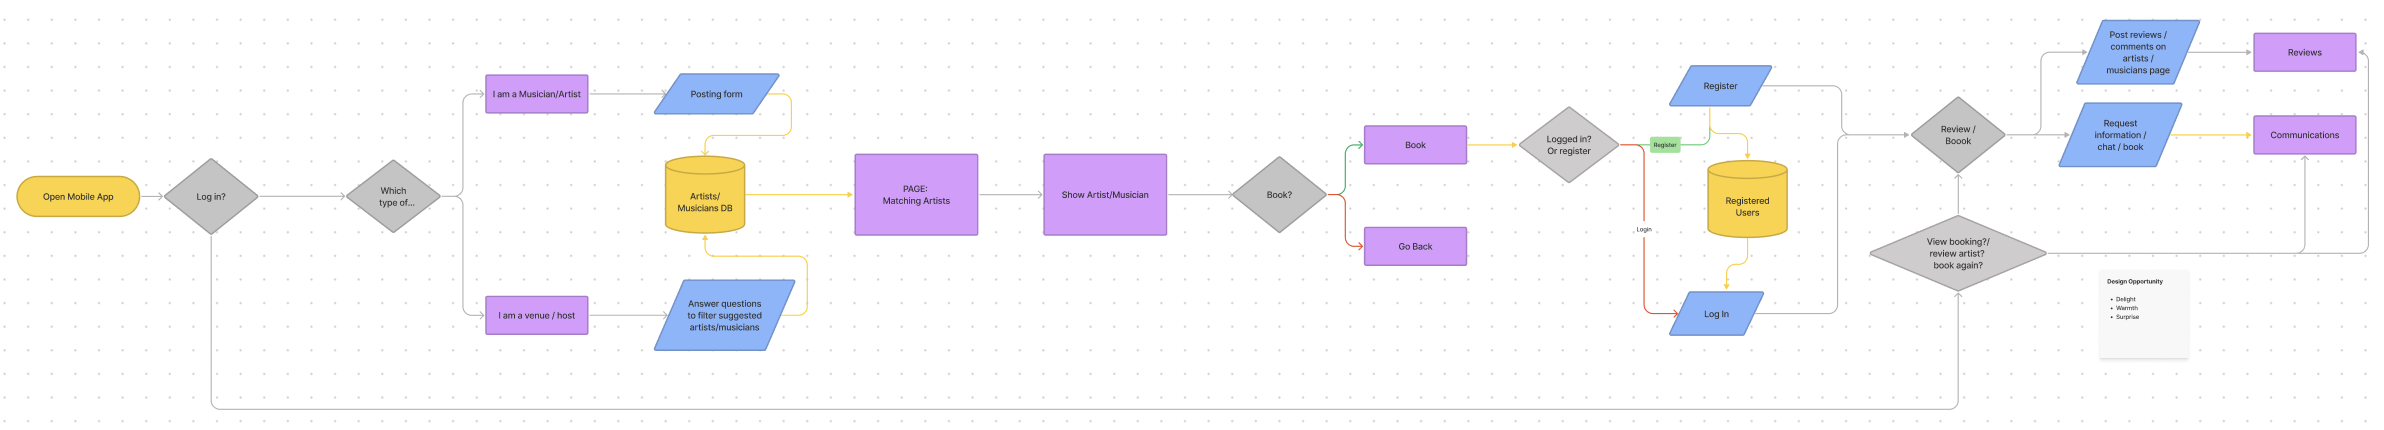 Open Mobile App
Log in?
Which
type of...
I am a Musician/Artist
Posting form
Artists/
Musicians DB
I am a venue / host
Answer questions
to filter suggested
artists/musicians
PAGE:
Matching Artists
Show Artist/Musician
Book?
Book
Go Back
Logged in?
Or register
Register
Login
Register
Registered
Users
Log In
Review /
Boook
View booking?/
review artist?
book again?
Post reviews /
comments on
artists /
musicians page
Request
information /
chat / book
Reviews
Communications
Design Opportunity
• Delight
• Warmth
• Surprise